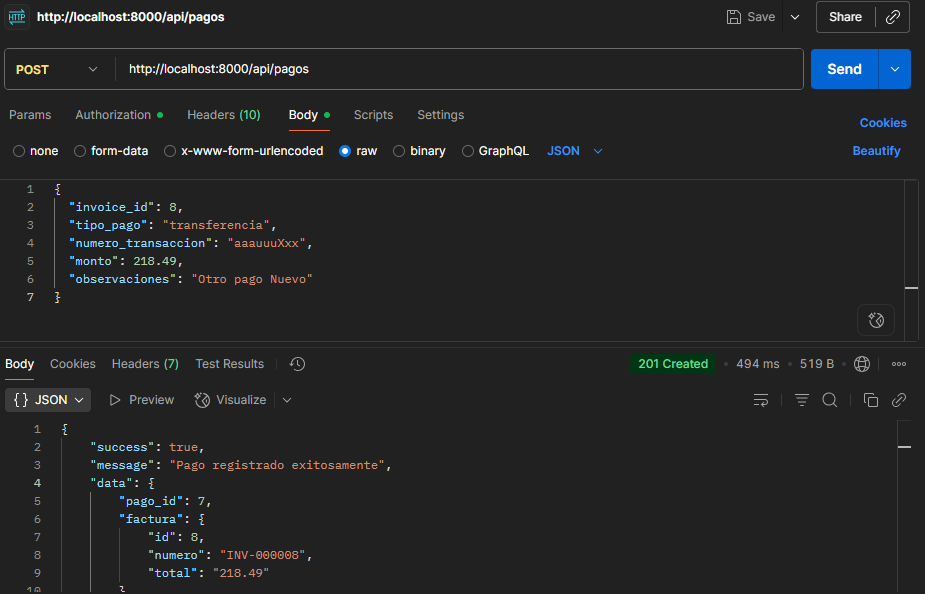 HTTP http://localhost:8000/api/pagos Save Share
POST http://localhost:8000/api/pagos Send
Params Authorization Headers (10) Body Scripts Settings Cookies
none form-data x-www-form-urlencoded raw binary GraphQL JSON Beautify
1 {
2 "invoice_id": 8,
3 "tipo_pago": "transferencia",
4 "numero_transaccion": "aaauuuXxx",
5 "monto": 218.49,
6 "observaciones": "Otro pago Nuevo"
7 }
Body Cookies Headers (7) Test Results 201 Created 494 ms 519 B
{} JSON Preview Visualize
1 {
2 "success": true,
3 "message": "Pago registrado exitosamente",
4 "data": {
5 "pago_id": 7,
6 "factura": {
7 "id": 8,
8 "numero": "INV-000008",
9 "total": "218.49"
10 }